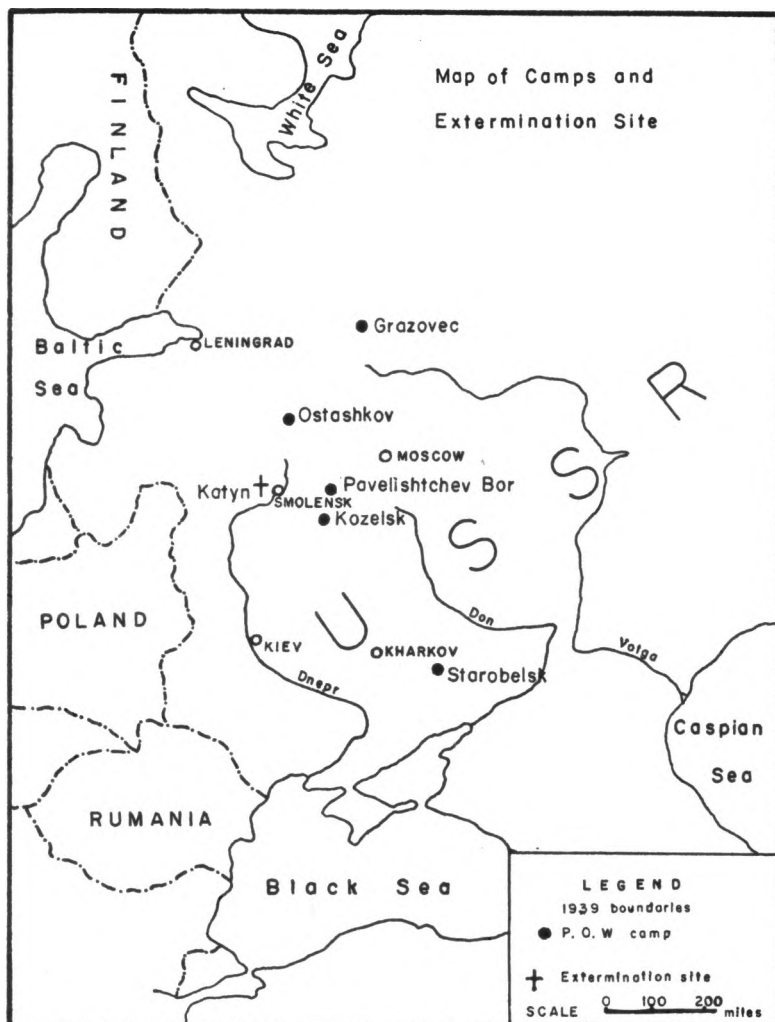 Map of Camps and
Extermination Site
White Sea
FINLAND
Grazovec
Baltic
Sea
LENINGRAD
Ostashkov
MOSCOW
Katyn
SMOLENSK
Pavelishtchev Bor
Kozelsk
USSR
POLAND
KIEV
Dnepr
KHARKOV
Don
Starobelsk
Volga
Caspian
Sea
RUMANIA
Black Sea
LEGEND
1939 boundaries
P.O.W camp
Extermination site
SCALE 0 100 200 miles